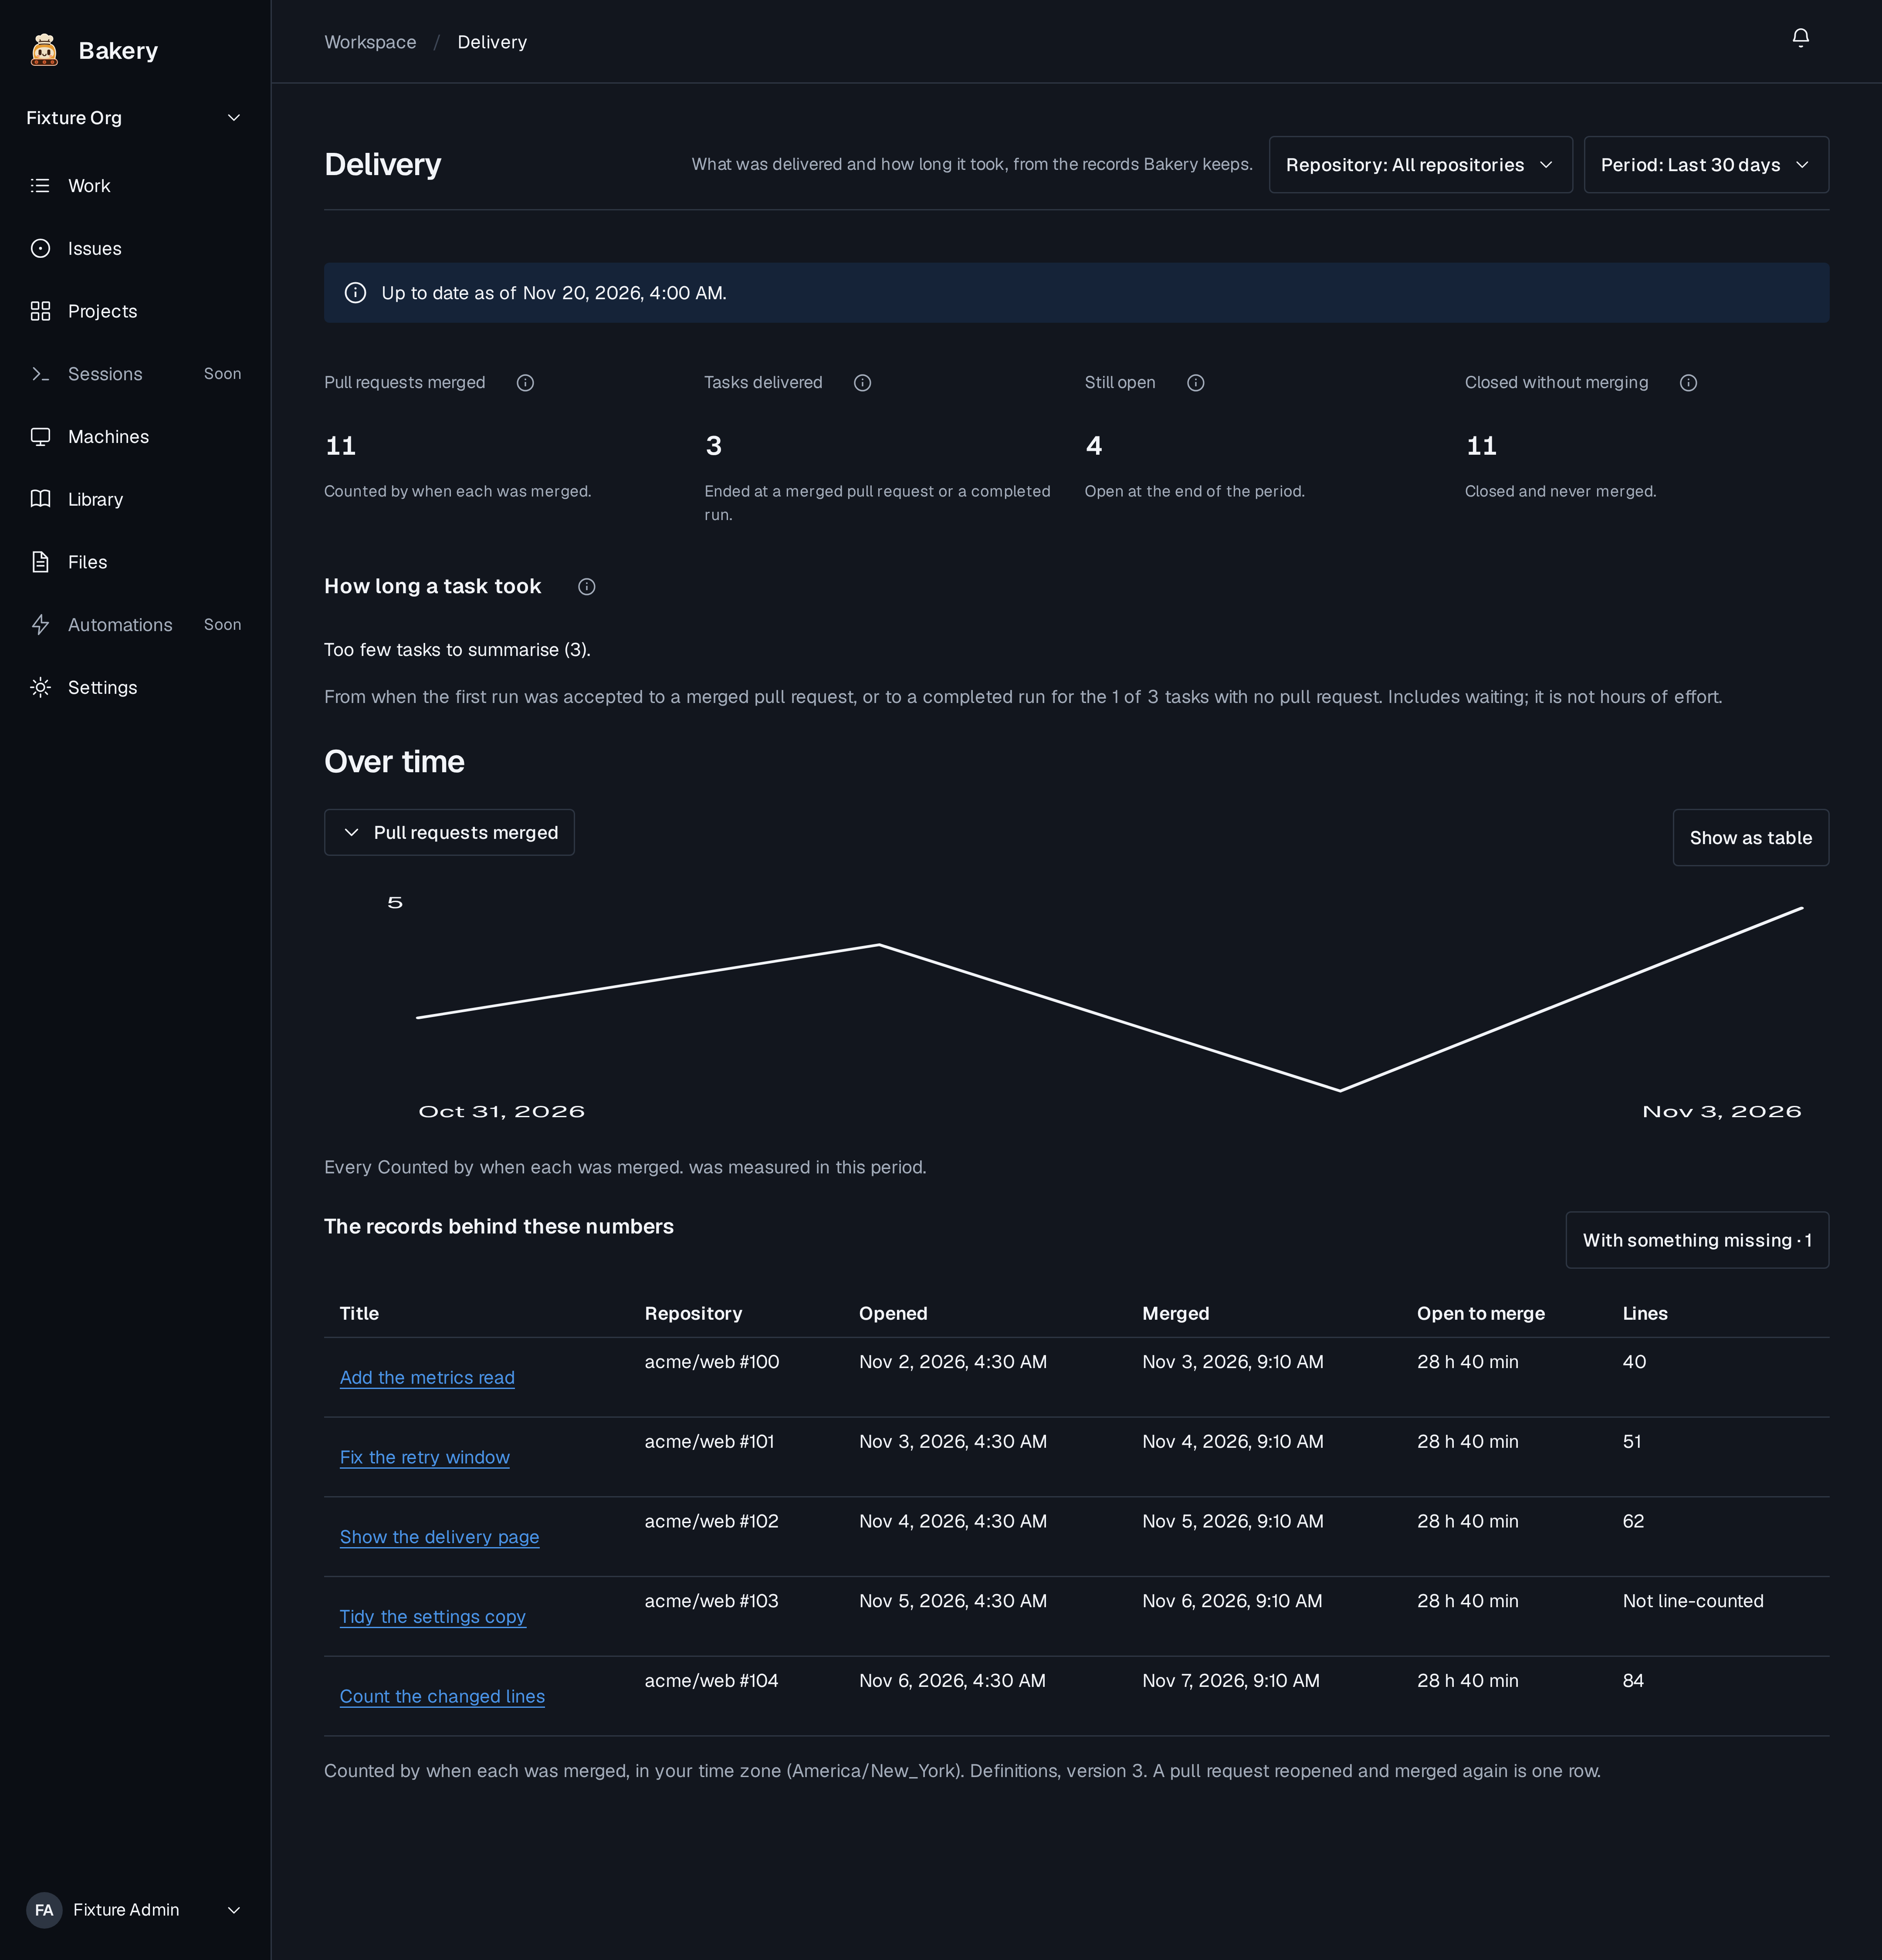 Bakery
Fixture Org
Work
Issues
Projects
Sessions Soon
Machines
Library
Files
Automations Soon
Settings
FA Fixture Admin
Workspace / Delivery
Delivery
What was delivered and how long it took, from the records Bakery keeps.
Repository: All repositories
Period: Last 30 days
Up to date as of Nov 20, 2026, 4:00 AM.
Pull requests merged
11
Counted by when each was merged.
Tasks delivered
3
Ended at a merged pull request or a completed
run.
Still open
4
Open at the end of the period.
Closed without merging
11
Closed and never merged.
How long a task took
Too few tasks to summarise (3).
From when the first run was accepted to a merged pull request, or to a completed run for the 1 of 3 tasks with no pull request. Includes waiting; it is not hours of effort.
Over time
Pull requests merged
Show as table
5
Oct 31, 2026
Nov 3, 2026
Every Counted by when each was merged. was measured in this period.
The records behind these numbers
With something missing · 1
Title Repository Opened Merged Open to merge Lines
Add the metrics read acme/web #100 Nov 2, 2026, 4:30 AM Nov 3, 2026, 9:10 AM 28 h 40 min 40
Fix the retry window acme/web #101 Nov 3, 2026, 4:30 AM Nov 4, 2026, 9:10 AM 28 h 40 min 51
Show the delivery page acme/web #102 Nov 4, 2026, 4:30 AM Nov 5, 2026, 9:10 AM 28 h 40 min 62
Tidy the settings copy acme/web #103 Nov 5, 2026, 4:30 AM Nov 6, 2026, 9:10 AM 28 h 40 min Not line-counted
Count the changed lines acme/web #104 Nov 6, 2026, 4:30 AM Nov 7, 2026, 9:10 AM 28 h 40 min 84
Counted by when each was merged, in your time zone (America/New_York). Definitions, version 3. A pull request reopened and merged again is one row.